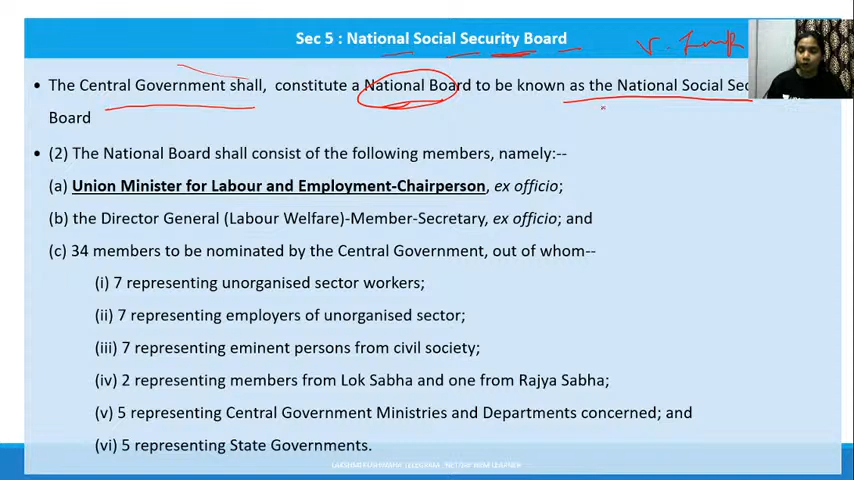 Sec 5 : National Social Security Board
• The Central Government shall, constitute a National Board to be known as the National Social
Board
• (2) The National Board shall consist of the following members, namely:--
(a) Union Minister for Labour and Employment-Chairperson, ex officio;
(b) the Director General (Labour Welfare)-Member-Secretary, ex officio; and
(c) 34 members to be nominated by the Central Government, out of whom--
(i) 7 representing unorganised sector workers;
(ii) 7 representing employers of unorganised sector;
(iii) 7 representing eminent persons from civil society;
(iv) 2 representing members from Lok Sabha and one from Rajya Sabha;
(v) 5 representing Central Government Ministries and Departments concerned; and
(vi) 5 representing State Governments.